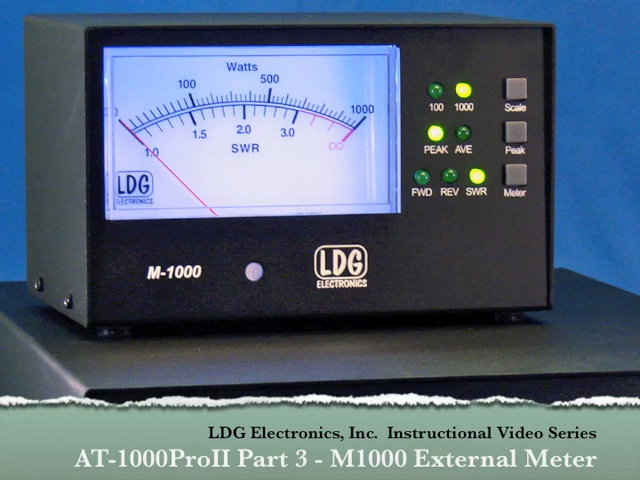 Watts
0 100 500 1000
1.0 1.5 2.0 3.0 ∞
SWR
LDG
ELECTRONICS
100 1000 Scale
PEAK AVE Peak
FWD REV SWR Meter
M-1000
LDG
ELECTRONICS
LDG Electronics, Inc. Instructional Video Series
AT-1000ProII Part 3 - M1000 External Meter